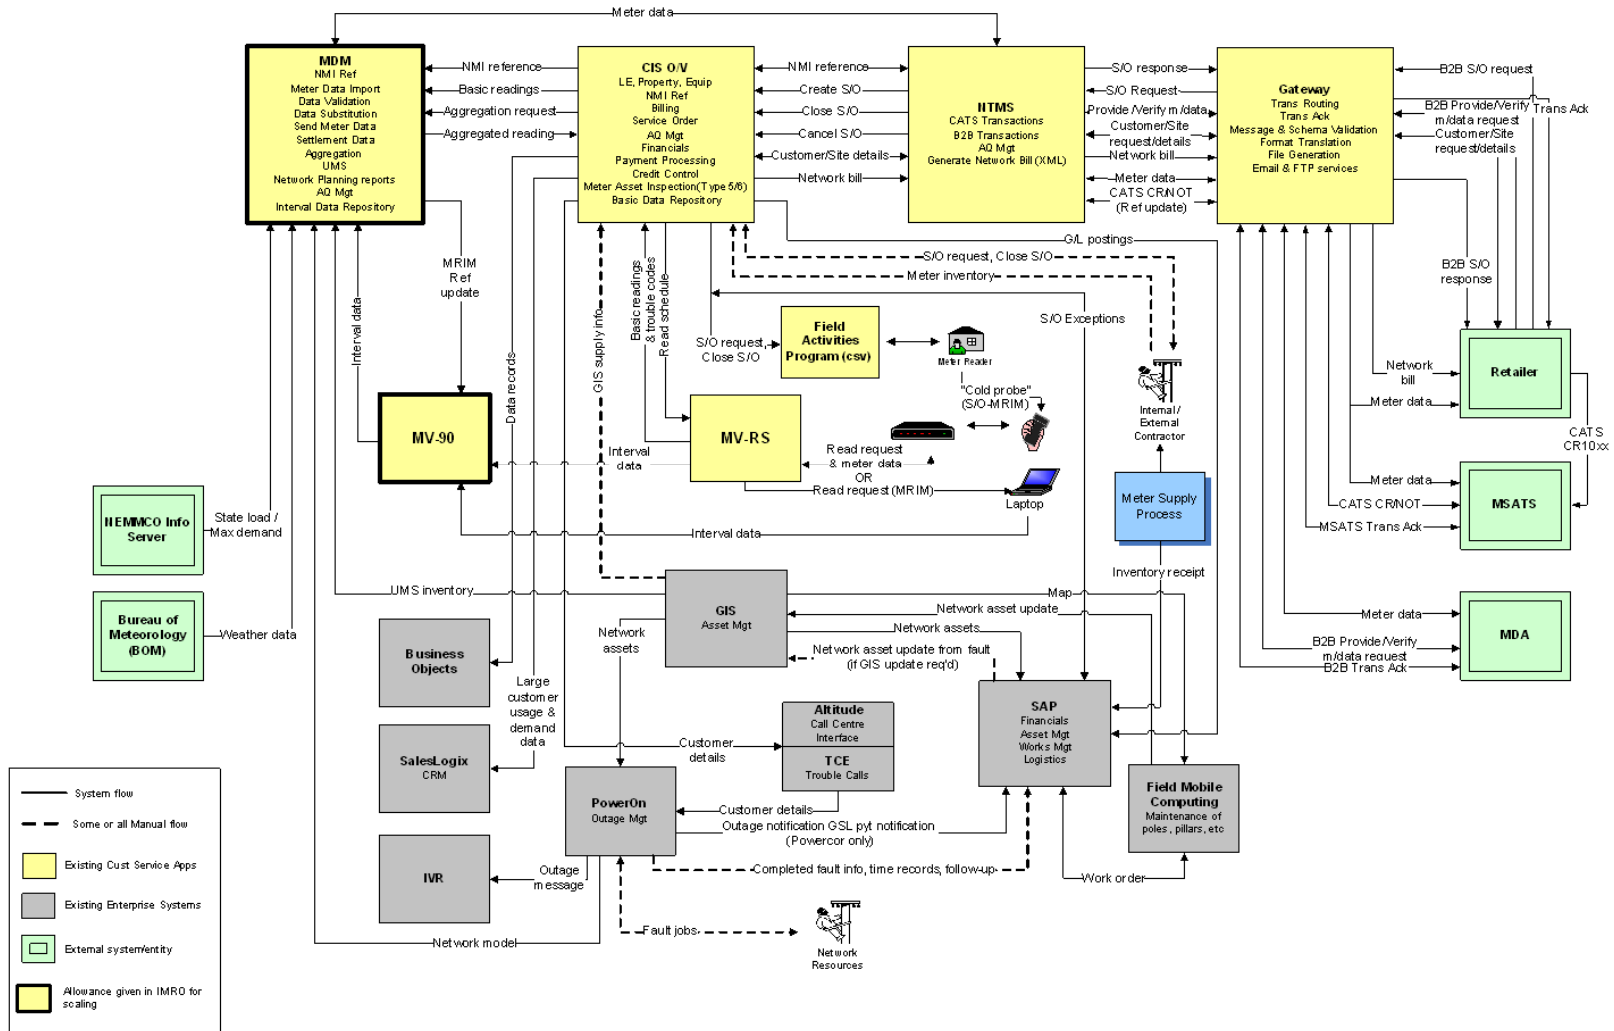 Meter data
MDM
NMI Ref
Meter Data Import
Data Validation
Data Substitution
Send Meter Data
Settlement Data
Aggregation
UMS
Network Planning reports
AQ Mgt
Interval Data Repository
NMI reference
Basic readings
Aggregation request
Aggregated reading
CIS O/V
LE, Property, Equip
NMI Ref
Billing
Service Order
AQ Mgt
Financials
Payment Processing
Credit Control
Meter Asset Inspection(Type 5/6)
Basic Data Repository
NMI reference
Create S/O
Close S/O
Cancel S/O
Customer/Site details
Network bill
NTMS
CATS Transactions
B2B Transactions
AQ Mgt
Generate Network Bill (XML)
S/O response
S/O Request
Provide/Verify m/data
Customer/Site
request/details
Network bill
Meter data
CATS CR/NOT
(Ref update)
Gateway
Trans Routing
Trans Ack
Message & Schema Validation
Format Translation
File Generation
Email & FTP services
B2B S/O request
B2B Provide/Verify
m/data request
Trans Ack
Customer/Site
request/details
G/L postings
S/O request, Close S/O
Meter inventory
B2B S/O
response
MRIM
Ref
update
Interval data
Data records
GIS supply info
Basic readings
& trouble codes
Read schedule
S/O request,
Close S/O
Field
Activities
Program (csv)
Meter Reader
S/O Exceptions
"Cold probe"
(S/O-MRIM)
Internal /
External
Contractor
Network
bill
Retailer
Meter data
CATS
CR10xx
MV-90
MV-RS
Interval
data
Read request
& meter data
OR
Read request (MRIM)
Laptop
Meter Supply
Process
Meter data
CATS CR/NOT
MSATS
MSATS Trans Ack
NEMMCO Info
Server
State load /
Max demand
Interval data
Inventory receipt
Bureau of
Meteorology
(BOM)
Weather data
UMS inventory
GIS
Asset Mgt
Map
Network asset update
Network assets
Network asset update from fault
(if GIS update req'd)
Network
assets
Meter data
B2B Provide/Verify
m/data request
B2B Trans Ack
MDA
Business
Objects
Large
customer
usage &
demand
data
SalesLogix
CRM
Customer
details
Altitude
Call Centre
Interface
TCE
Trouble Calls
SAP
Financials
Asset Mgt
Works Mgt
Logistics
Field Mobile
Computing
Maintenance of
poles, pillars, etc
PowerOn
Outage Mgt
Customer details
Outage notification GSL pyt notification
(Powercor only)
Completed fault info, time records, follow-up
Work order
IVR
Outage
message
Fault jobs
Network
Resources
Network model
System flow
Some or all Manual flow
Existing Cust Service Apps
Existing Enterprise Systems
External system/entity
Allowance given in IMRO for
scaling